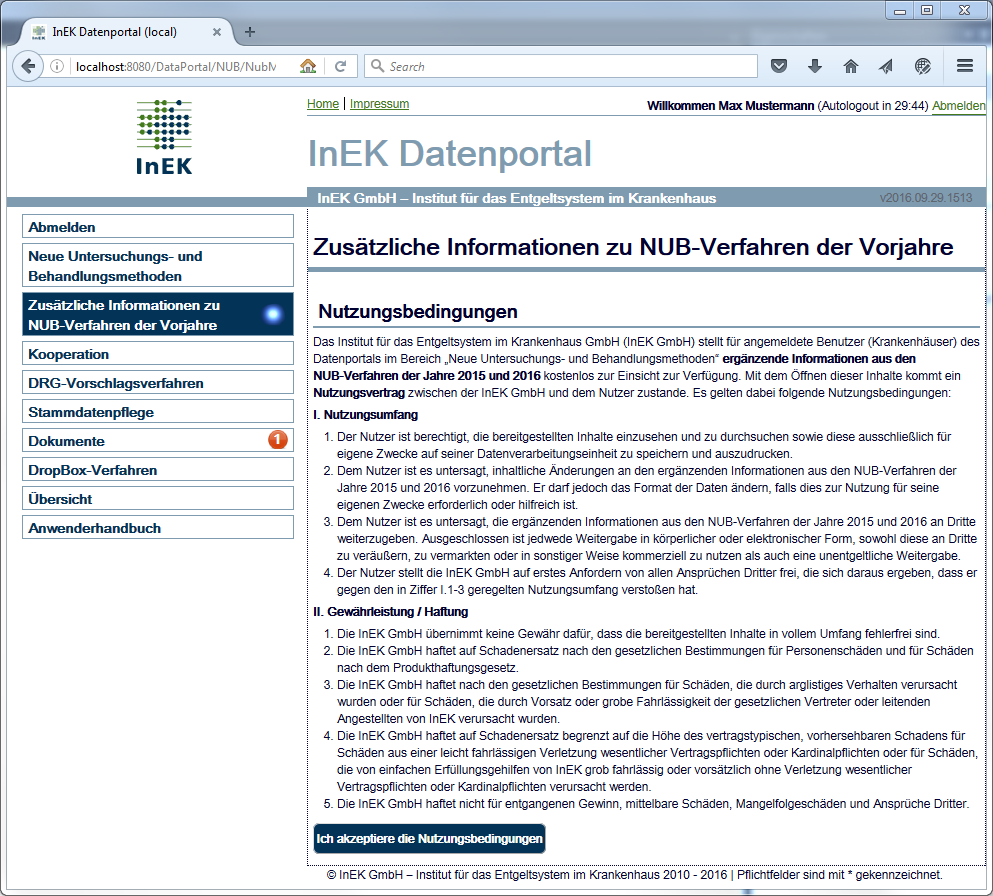 InEK Datenportal (local)
localhost:8080/DataPortal/NUB/NubM
Search
InEK
Home | Impressum
Willkommen Max Mustermann (Autologout in 29:44) Abmelden
InEK Datenportal
InEK GmbH – Institut für das Entgeltsystem im Krankenhaus
v2016.09.29.1513
Abmelden
Neue Untersuchungs- und
Behandlungsmethoden
Zusätzliche Informationen zu
NUB-Verfahren der Vorjahre
Kooperation
DRG-Vorschlagsverfahren
Stammdatenpflege
Dokumente 1
DropBox-Verfahren
Übersicht
Anwenderhandbuch
Zusätzliche Informationen zu NUB-Verfahren der Vorjahre
Nutzungsbedingungen
Das Institut für das Entgeltsystem im Krankenhaus GmbH (InEK GmbH) stellt für angemeldete Benutzer (Krankenhäuser) des
Datenportals im Bereich „Neue Untersuchungs- und Behandlungsmethoden“ ergänzende Informationen aus den
NUB-Verfahren der Jahre 2015 und 2016 kostenlos zur Einsicht zur Verfügung. Mit dem Öffnen dieser Inhalte kommt ein
Nutzungsvertrag zwischen der InEK GmbH und dem Nutzer zustande. Es gelten dabei folgende Nutzungsbedingungen:
I. Nutzungsumfang
1. Der Nutzer ist berechtigt, die bereitgestellten Inhalte einzusehen und zu durchsuchen sowie diese ausschließlich für
eigene Zwecke auf seiner Datenverarbeitungseinheit zu speichern und auszudrucken.
2. Dem Nutzer ist es untersagt, inhaltliche Änderungen an den ergänzenden Informationen aus den NUB-Verfahren der
Jahre 2015 und 2016 vorzunehmen. Er darf jedoch das Format der Daten ändern, falls dies zur Nutzung für seine
eigenen Zwecke erforderlich oder hilfreich ist.
3. Dem Nutzer ist es untersagt, die ergänzenden Informationen aus den NUB-Verfahren der Jahre 2015 und 2016 an Dritte
weiterzugeben. Ausgeschlossen ist jedwede Weitergabe in körperlicher oder elektronischer Form, sowohl diese an Dritte
zu veräußern, zu vermarkten oder in sonstiger Weise kommerziell zu nutzen als auch eine unentgeltliche Weitergabe.
4. Der Nutzer stellt die InEK GmbH auf erstes Anfordern von allen Ansprüchen Dritter frei, die sich daraus ergeben, dass er
gegen den in Ziffer I.1-3 geregelten Nutzungsumfang verstoßen hat.
II. Gewährleistung / Haftung
1. Die InEK GmbH übernimmt keine Gewähr dafür, dass die bereitgestellten Inhalte in vollem Umfang fehlerfrei sind.
2. Die InEK GmbH haftet auf Schadenersatz nach den gesetzlichen Bestimmungen für Personenschäden und für Schäden
nach dem Produkthaftungsgesetz.
3. Die InEK GmbH haftet nach den gesetzlichen Bestimmungen für Schäden, die durch arglistiges Verhalten verursacht
wurden oder für Schäden, die durch Vorsatz oder grobe Fahrlässigkeit der gesetzlichen Vertreter oder leitenden
Angestellten von InEK verursacht wurden.
4. Die InEK GmbH haftet auf Schadenersatz begrenzt auf die Höhe des vertragstypischen, vorhersehbaren Schadens für
Schäden aus einer leicht fahrlässigen Verletzung wesentlicher Vertragspflichten oder Kardinalpflichten oder für Schäden,
die von einfachen Erfüllungsgehilfen von InEK grob fahrlässig oder vorsätzlich ohne Verletzung wesentlicher
Vertragspflichten oder Kardinalpflichten verursacht werden.
5. Die InEK GmbH haftet nicht für entgangenen Gewinn, mittelbare Schäden, Mangelfolgeschäden und Ansprüche Dritter.
Ich akzeptiere die Nutzungsbedingungen
© InEK GmbH – Institut für das Entgeltsystem im Krankenhaus 2010 - 2016 | Pflichtfelder sind mit * gekennzeichnet.